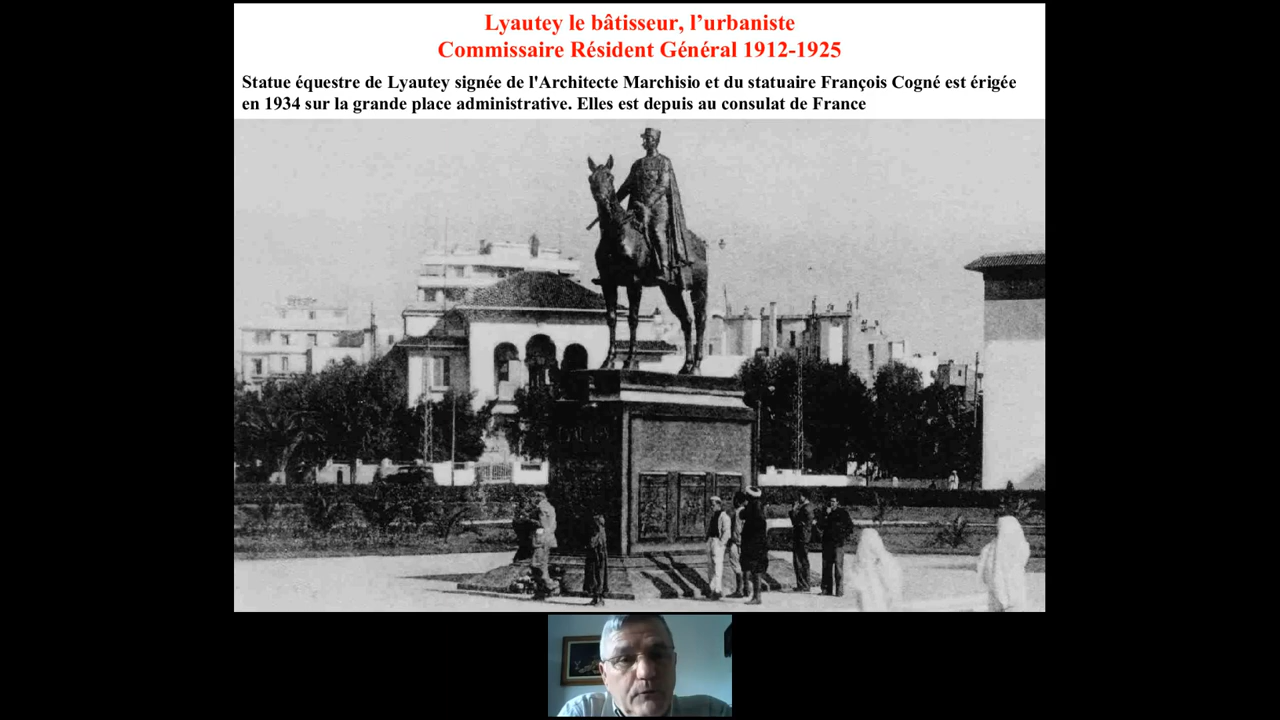 Lyautey le bâtisseur, l’urbaniste
Commissaire Résident Général 1912-1925
Statue équestre de Lyautey signée de l'Architecte Marchisio et du statuaire François Cogné est érigée
en 1934 sur la grande place administrative. Elles est depuis au consulat de France